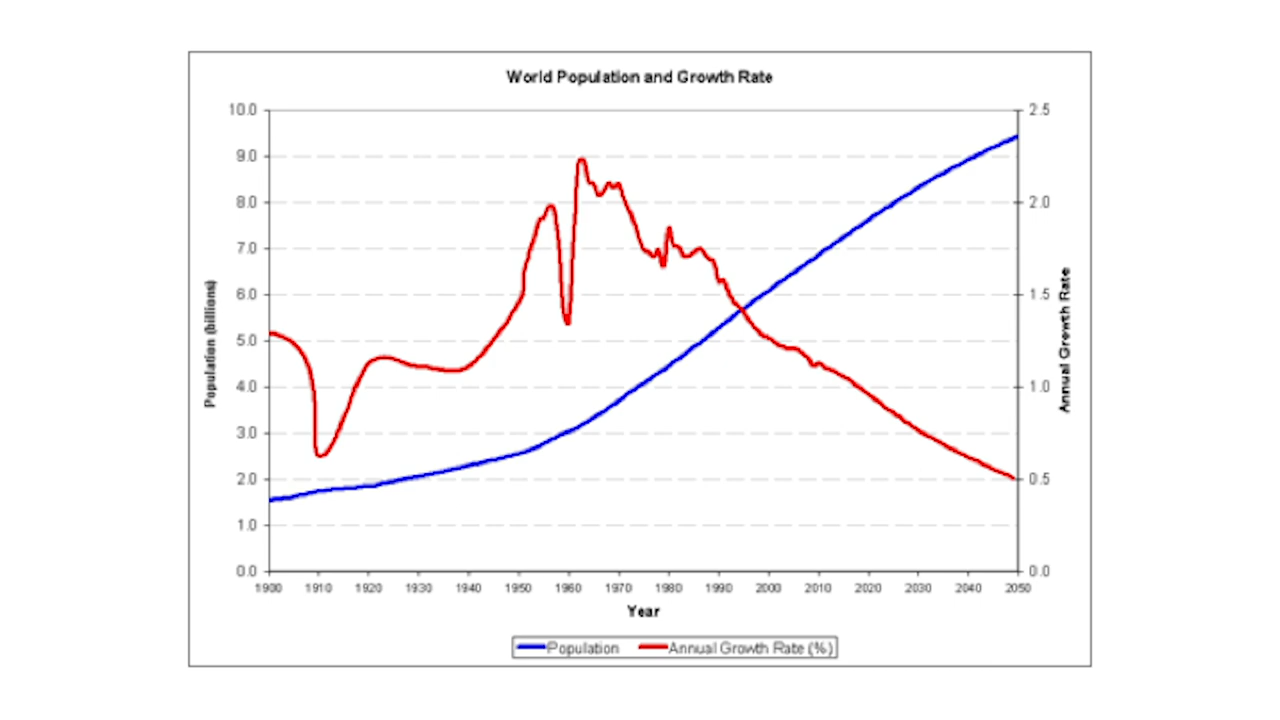 World Population and Growth Rate
10.0
9.0
8.0
7.0
6.0
5.0
4.0
3.0
2.0
1.0
0.0
Population (billions)
2.5
2.0
1.5
1.0
0.5
0.0
Annual Growth Rate
1900 1910 1920 1930 1940 1950 1960 1970 1980 1990 2000 2010 2020 2030 2040 2050
Year
Population Annual Growth Rate (%)